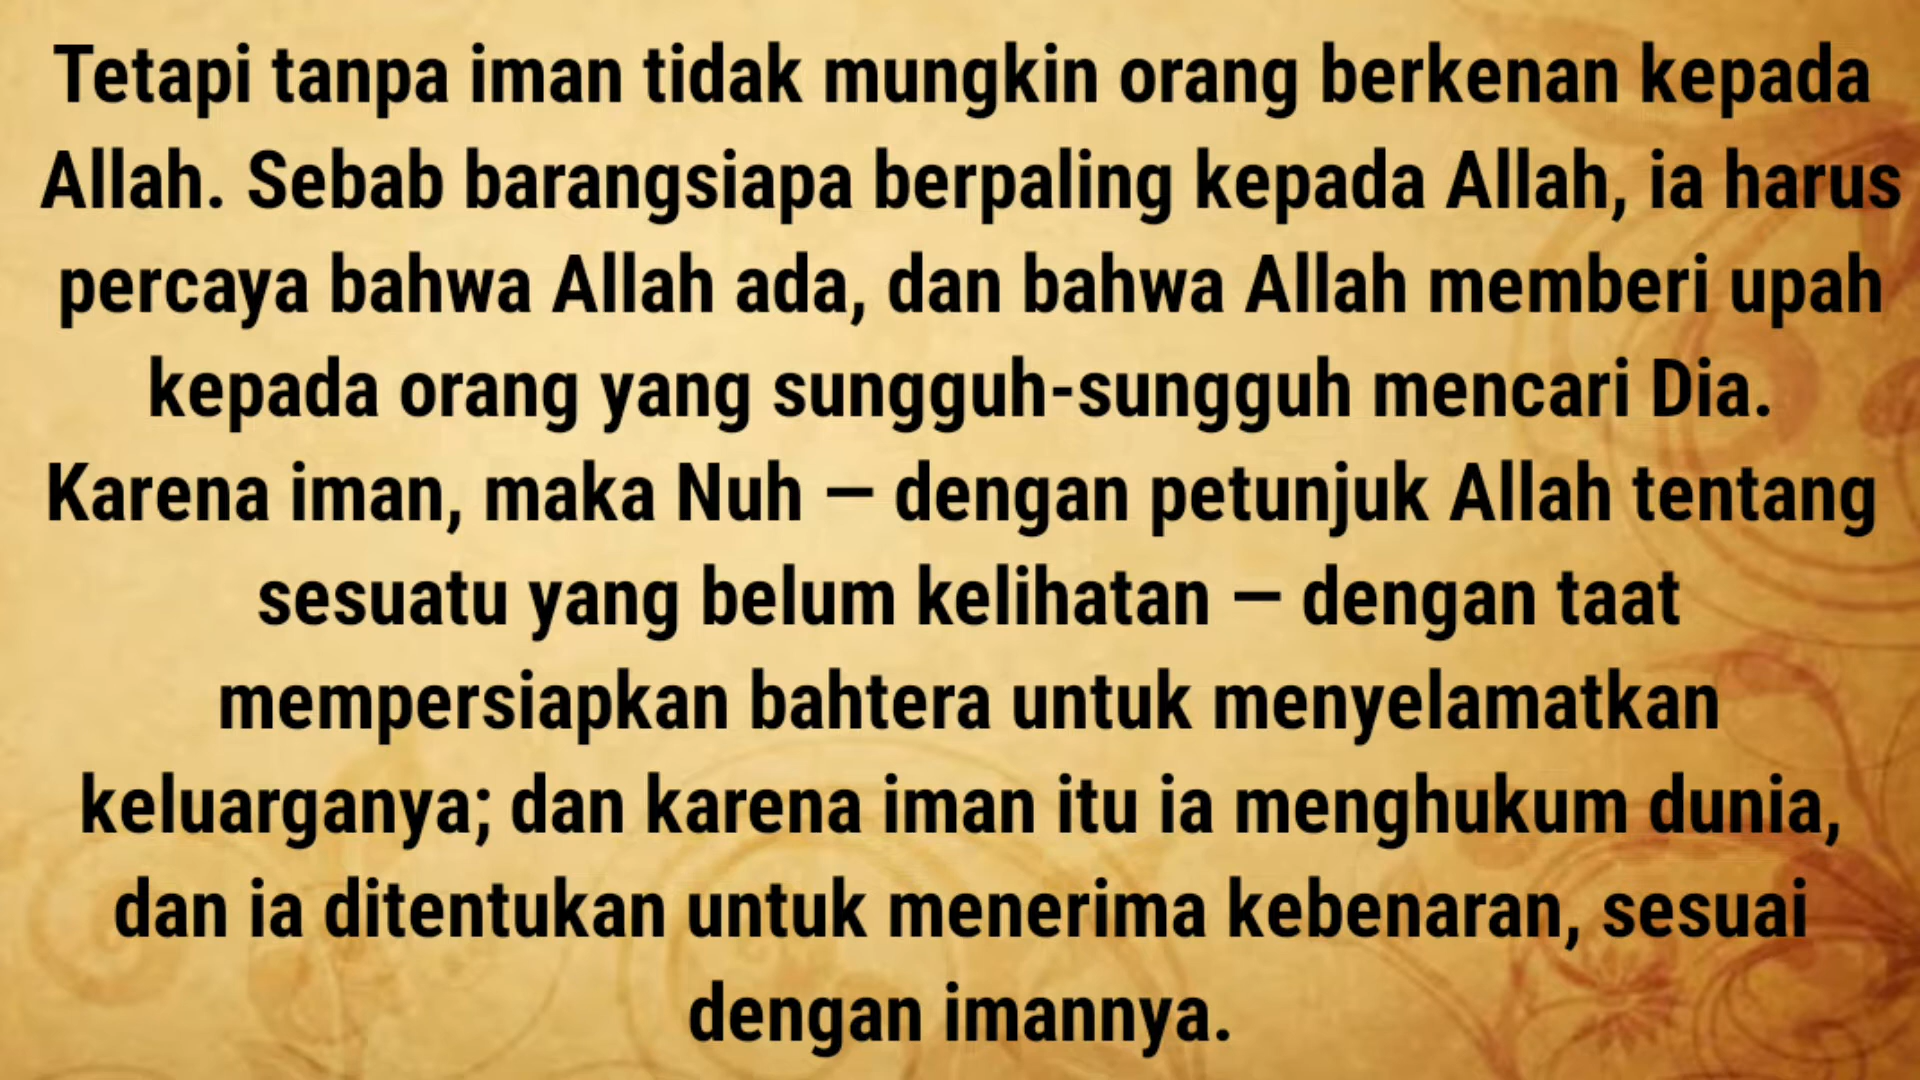 Tetapi tanpa iman tidak mungkin orang berkenan kepada
Allah. Sebab barangsiapa berpaling kepada Allah, ia harus
percaya bahwa Allah ada, dan bahwa Allah memberi upah
kepada orang yang sungguh-sungguh mencari Dia.
Karena iman, maka Nuh — dengan petunjuk Allah tentang
sesuatu yang belum kelihatan — dengan taat
mempersiapkan bahtera untuk menyelamatkan
keluarganya; dan karena iman itu ia menghukum dunia,
dan ia ditentukan untuk menerima kebenaran, sesuai
dengan imannya.